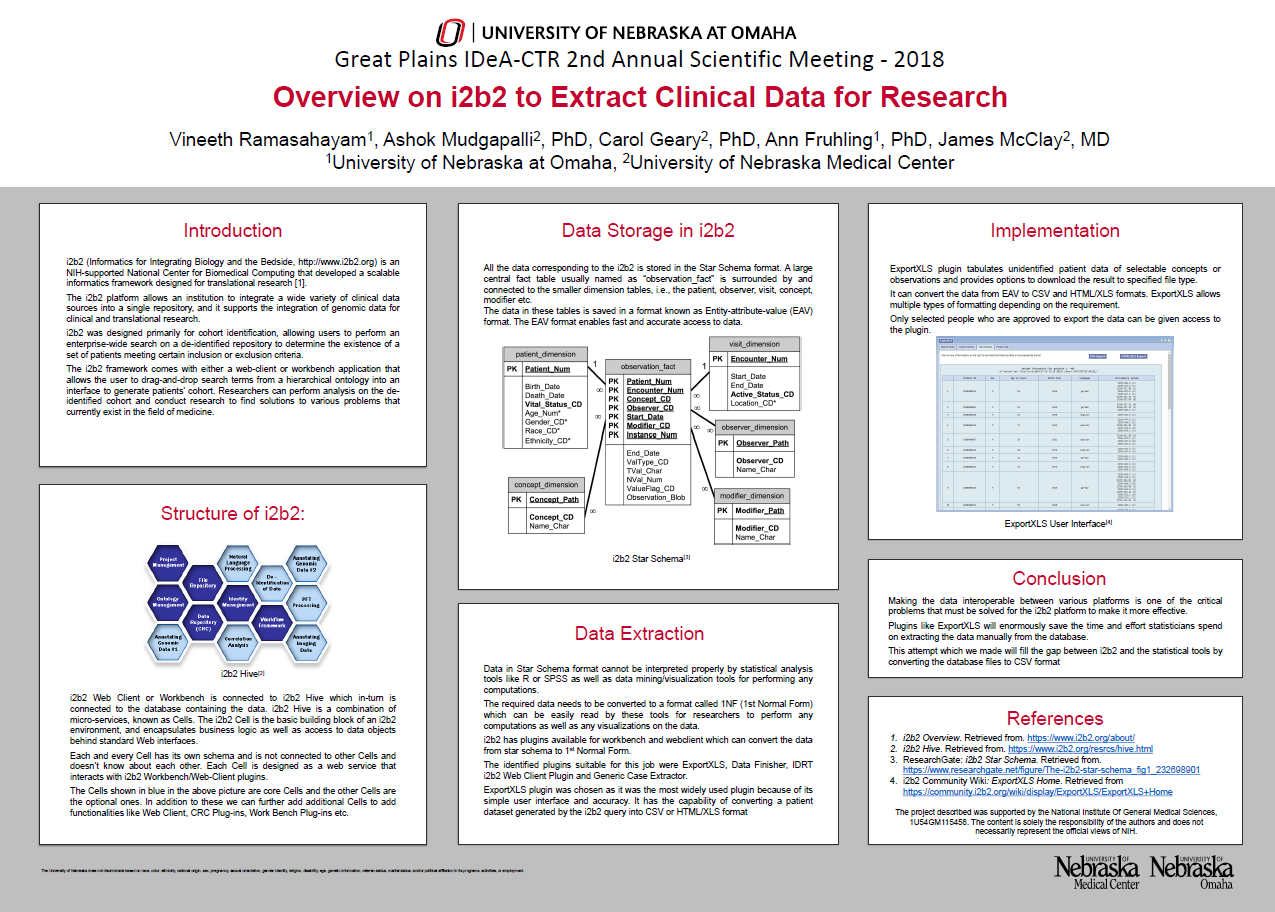 UNIVERSITY OF NEBRASKA AT OMAHA
Great Plains IDeA-CTR 2nd Annual Scientific Meeting - 2018
Overview on i2b2 to Extract Clinical Data for Research
Vineeth Ramasahayam1, Ashok Mudgapalli2, PhD, Carol Geary2, PhD, Ann Fruhling1, PhD, James McClay2, MD
1University of Nebraska at Omaha, 2University of Nebraska Medical Center
Introduction
i2b2 (Informatics for Integrating Biology and the Bedside, http://www.i2b2.org) is an
NIH-supported National Center for Biomedical Computing that developed a scalable
informatics framework designed for translational research [1].
The i2b2 platform allows an institution to integrate a wide variety of clinical data
sources into a single repository, and it supports the integration of genomic data for
clinical and translational research.
i2b2 was designed primarily for cohort identification, allowing users to perform an
enterprise-wide search on a de-identified repository to determine the existence of a
set of patients meeting certain inclusion or exclusion criteria.
The i2b2 framework comes with either a web-client or workbench application that
allows the user to drag-and-drop search terms from a hierarchical ontology into an
interface to generate patients' cohort. Researchers can perform analysis on the de-
identified cohort and conduct research to find solutions to various problems that
currently exist in the field of medicine.
Structure of i2b2:
Project
Management
Natural
Language
Processing
Annotating
Genomic
Data #2
File
Repository
De -
Identification
of Data
Ontology
Management
Identity
Management
PFT
Processing
Data
Repository
(CRC)
Workflow
Framework
Annotating
Genomic
Data #1
Correlation
Analysis
Annotating
Imaging
Data
i2b2 Hive[2]
i2b2 Web Client or Workbench is connected to i2b2 Hive which in-turn is
connected to the database containing the data. i2b2 Hive is a combination of
micro-services, known as Cells. The i2b2 Cell is the basic building block of an i2b2
environment, and encapsulates business logic as well as access to data objects
behind standard Web interfaces.
Each and every Cell has its own schema and is not connected to other Cells and
doesn't know about each other. Each Cell is designed as a web service that
interacts with i2b2 Workbench/Web-Client plugins.
The Cells shown in blue in the above picture are core Cells and the other Cells are
the optional ones. In addition to these we can further add additional Cells to add
functionalities like Web Client, CRC Plug-ins, Work Bench Plug-ins etc.
Data Storage in i2b2
All the data corresponding to the i2b2 is stored in the Star Schema format. A large
central fact table usually named as "observation_fact" is surrounded by and
connected to the smaller dimension tables, i.e., the patient, observer, visit, concept,
modifier etc.
The data in these tables is saved in a format known as Entity-attribute-value (EAV)
format. The EAV format enables fast and accurate access to data.
patient_dimension
PK Patient_Num
Birth_Date
Death_Date
Vital_Status_CD
Age_Num*
Gender_CD*
Race_CD*
Ethnicity_CD*
concept_dimension
PK Concept_Path
Concept_CD
Name_Char
1
∞
∞
∞
observation_fact
PK Patient_Num
PK Encounter_Num
PK Concept_CD
PK Observer_CD
PK Start_Date
PK Modifier_CD
PK Instance_Num
End_Date
ValType_CD
TVal_Char
NVal_Num
ValueFlag_CD
Observation_Blob
1
∞
∞
∞
∞
∞
visit_dimension
PK Encounter_Num
Start_Date
End_Date
Active_Status_CD
Location_CD*
observer_dimension
PK Observer_Path
Observer_CD
Name_Char
modifier_dimension
PK Modifier_Path
Modifier_CD
Name_Char
i2b2 Star Schema[3]
Data Extraction
Data in Star Schema format cannot be interpreted properly by statistical analysis
tools like R or SPSS as well as data mining/visualization tools for performing any
computations.
The required data needs to be converted to a format called 1NF (1st Normal Form)
which can be easily read by these tools for researchers to perform any
computations as well as any visualizations on the data.
i2b2 has plugins available for workbench and webclient which can convert the data
from star schema to 1st Normal Form.
The identified plugins suitable for this job were ExportXLS, Data Finisher, IDRT
i2b2 Web Client Plugin and Generic Case Extractor.
ExportXLS plugin was chosen as it was the most widely used plugin because of its
simple user interface and accuracy. It has the capability of converting a patient
dataset generated by the i2b2 query into CSV or HTML/XLS format
Implementation
ExportXLS plugin tabulates unidentified patient data of selectable concepts or
observations and provides options to download the result to specified file type.
It can convert the data from EAV to CSV and HTML/XLS formats. ExportXLS allows
multiple types of formatting depending on the requirement.
Only selected people who are approved to export the data can be given access to
the plugin.
ExportXLS User Interface[4]
Conclusion
Making the data interoperable between various platforms is one of the critical
problems that must be solved for the i2b2 platform to make it more effective.
Plugins like ExportXLS will enormously save the time and effort statisticians spend
on extracting the data manually from the database.
This attempt which we made will fill the gap between i2b2 and the statistical tools by
converting the database files to CSV format
References
1. i2b2 Overview. Retrieved from. https://www.i2b2.org/about/
2. i2b2 Hive. Retrieved from. https://www.i2b2.org/resrcs/hive.html
3. ResearchGate: i2b2 Star Schema. Retrieved from.
https://www.researchgate.net/figure/The-i2b2-star-schema_fig1_232698901
4. i2b2 Community Wiki: ExportXLS Home. Retrieved from
https://community.i2b2.org/wiki/display/ExportXLS/ExportXLS+Home
The project described was supported by the National Institute Of General Medical Sciences,
1U54GM115458. The content is solely the responsibility of the authors and does not
necessarily represent the official views of NIH.
The University of Nebraska does not discriminate based on race, color, ethnicity, national origin, sex, pregnancy, sexual orientation, gender identity, religion, disability, age, genetic information, veteran status, marital status, and/or political affiliation in its programs, activities, or employment.
UNIVERSITY OF
Nebraska
Medical Center
UNIVERSITY OF
Nebraska
Omaha